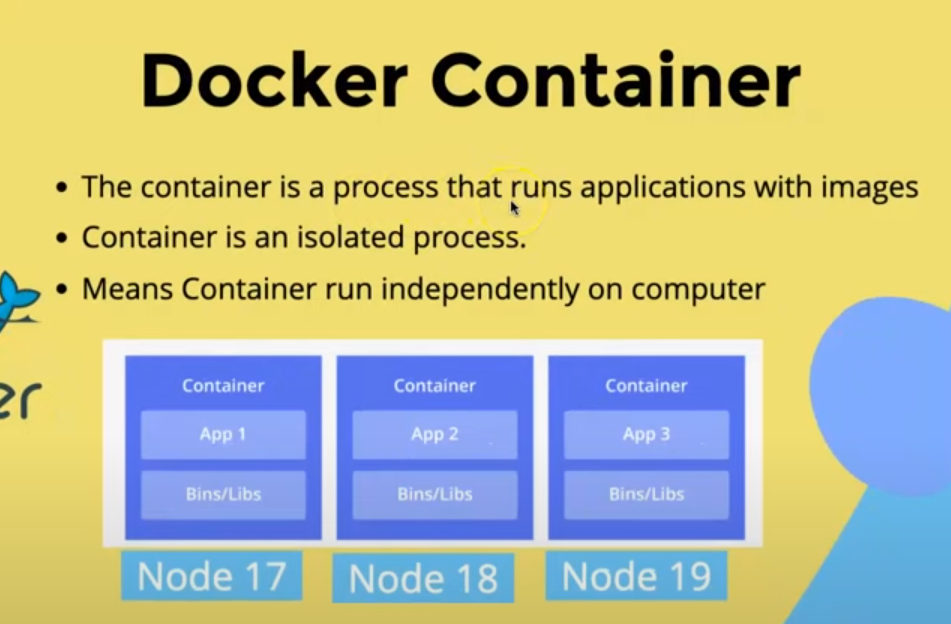 Docker Container
• The container is a process that runs applications with images
• Container is an isolated process.
• Means Container run independently on computer
er
Container Container Container
App 1 App 2 App 3
Bins/Libs Bins/Libs Bins/Libs
Node 17 Node 18 Node 19